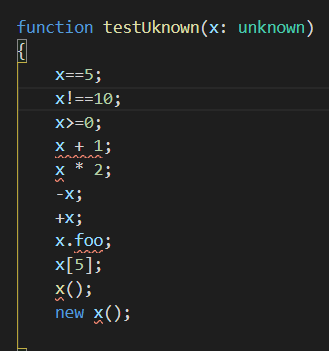 function testUknown(x: unknown)
{
x==5;
x!==10;
x>=0;
x + 1;
x * 2;
-x;
+x;
x.foo;
x[5];
x();
new x();
}